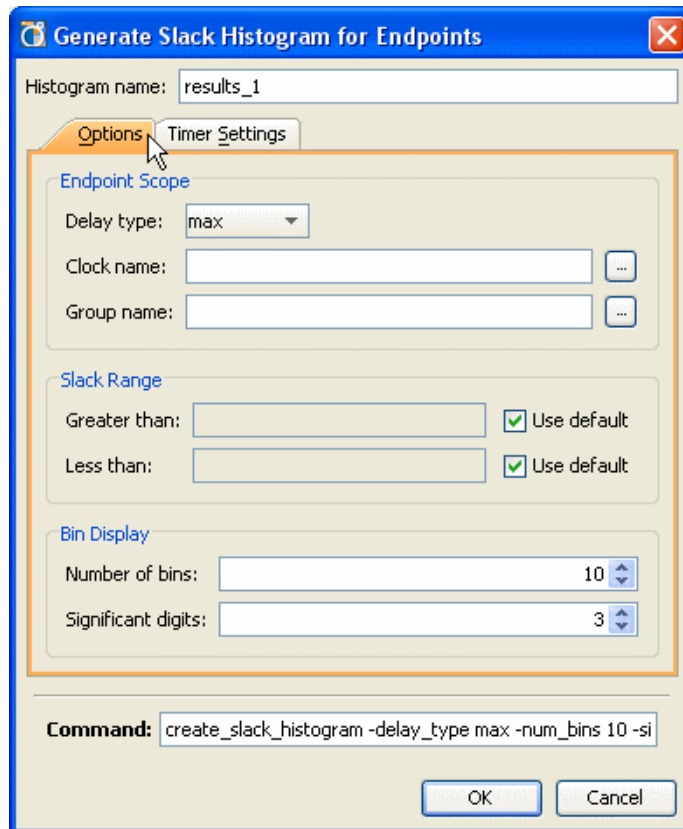 Generate Slack Histogram for Endpoints
Histogram name: results_1
Options Timer Settings
Endpoint Scope
Delay type: max
Clock name: ...
Group name: ...
Slack Range
Greater than: Use default
Less than: Use default
Bin Display
Number of bins: 10
Significant digits: 3
Command: create_slack_histogram -delay_type max -num_bins 10 -si
OK Cancel